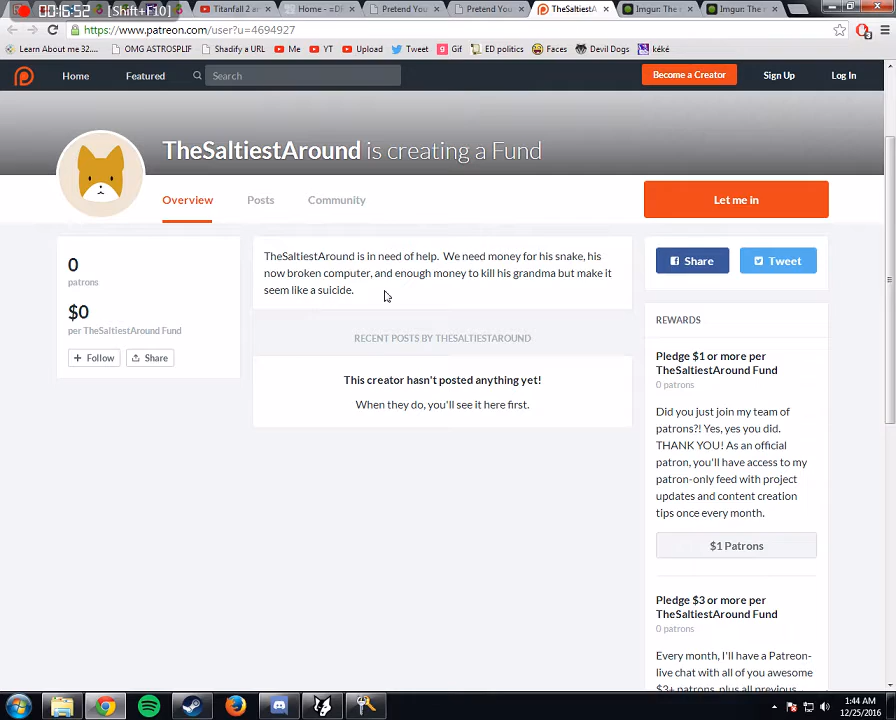 00:16:52 [Shift+F10]
Titanfall 2 a
Home - =DF
Pretend You
Pretend You
TheSaltiestA
Imgur: The
Imgur: The
https://www.patreon.com/user?u=4694927
Learn About me 32....
OMG ASTROSPLIF
Shadify a URL
Me
YT
Upload
Tweet
Gif
ED politics
Faces
Devil Dogs
kéké
Home
Featured
Search
Become a Creator
Sign Up
Log In
TheSaltiestAround is creating a Fund
Overview
Posts
Community
Let me in
0
patrons
$0
per TheSaltiestAround Fund
+ Follow
Share
TheSaltiestAround is in need of help. We need money for his snake, his
now broken computer, and enough money to kill his grandma but make it
seem like a suicide.
RECENT POSTS BY THESALTIESTAROUND
This creator hasn't posted anything yet!
When they do, you'll see it here first.
Share
Tweet
REWARDS
Pledge $1 or more per
TheSaltiestAround Fund
0 patrons
Did you just join my team of
patrons?! Yes, yes you did.
THANK YOU! As an official
patron, you'll have access to my
patron-only feed with project
updates and content creation
tips once every month.
$1 Patrons
Pledge $3 or more per
TheSaltiestAround Fund
0 patrons
Every month, I'll have a Patreon-
live chat with all of you awesome
$3+ patrons, plus all previous
1:44 AM
12/25/2016